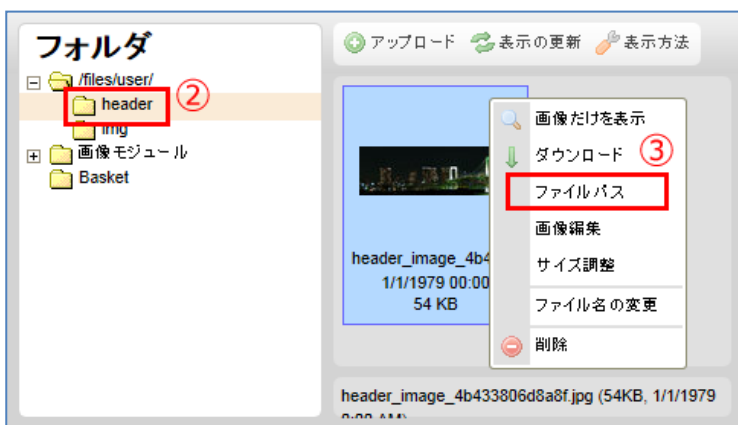 フォルダ
/files/user/
header
②
img
画像モジュール
Basket
アップロード 表示の更新 表示方法
画像だけを表示
ダウンロード
③
ファイルパス
画像編集
サイズ調整
ファイル名の変更
削除
header_image_4b4
1/1/1979 00:00
54 KB
header_image_4b433806d8a8f.jpg (54KB, 1/1/1979